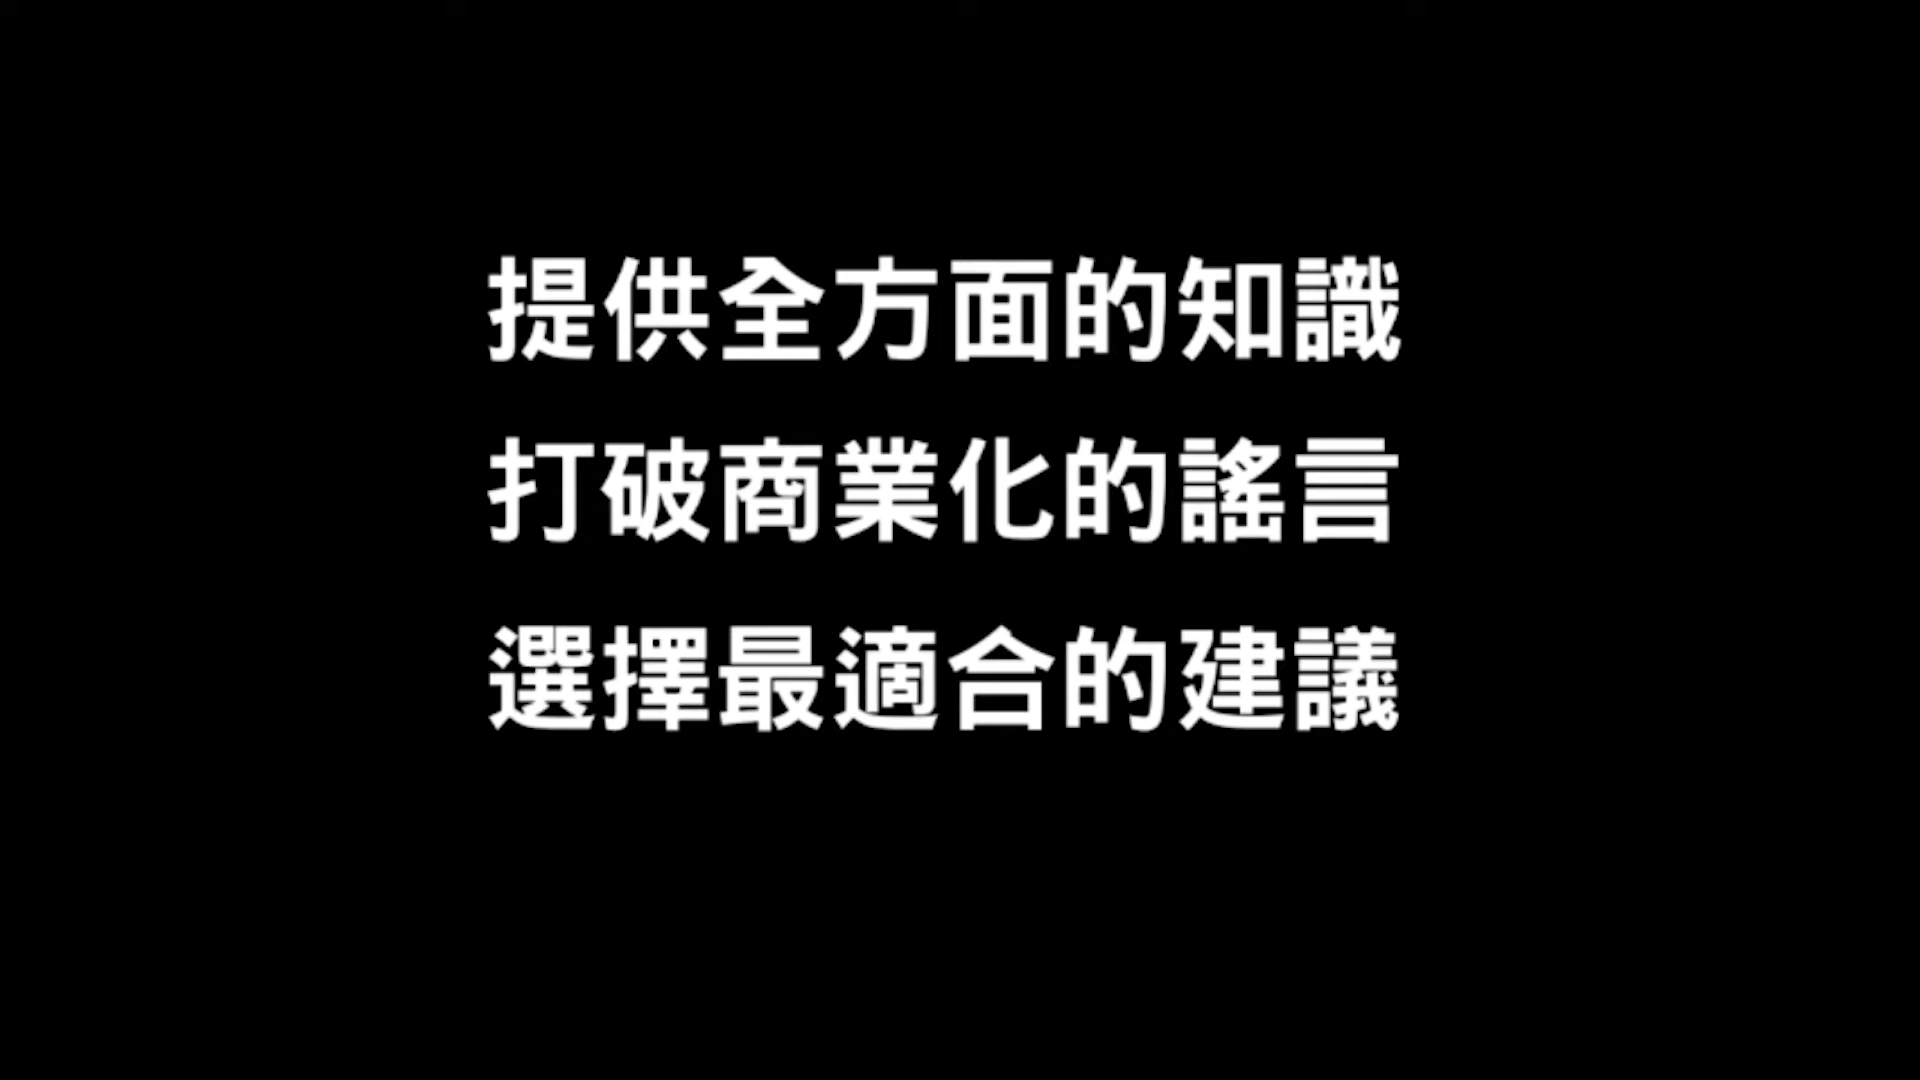 提供全方面的知識
打破商業化的謠言
選擇最適合的建議